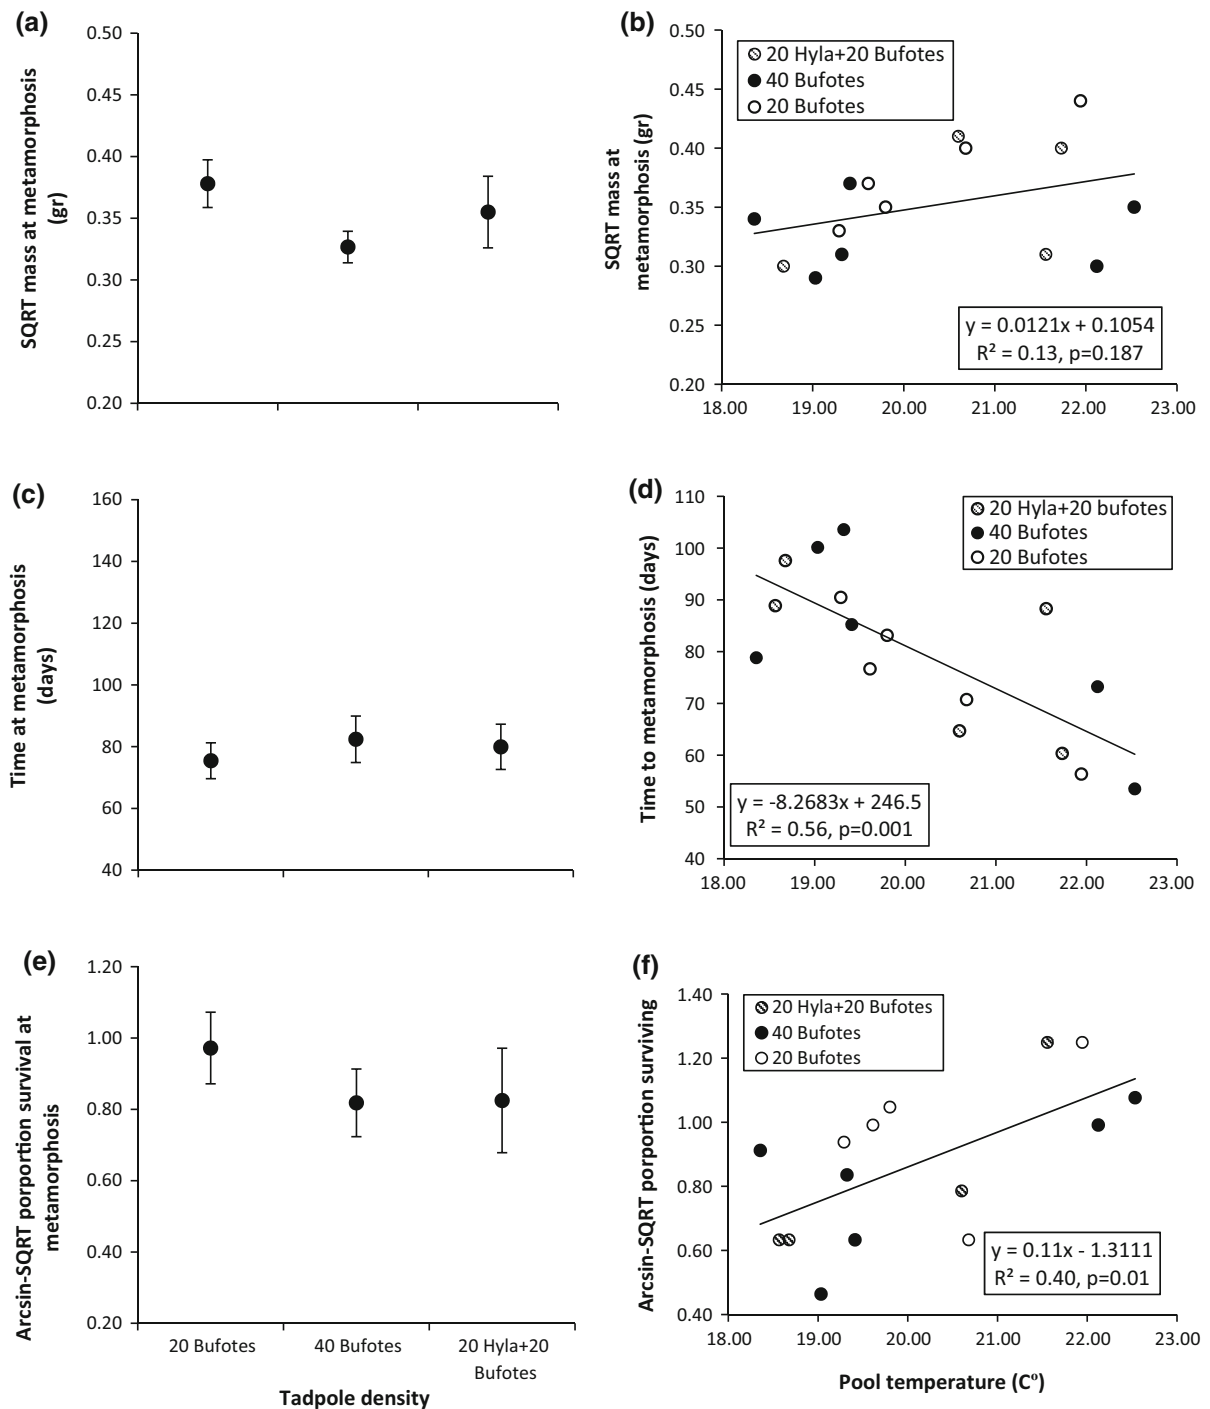 (a)
0.50
0.45
0.40
0.35
0.30
0.25
0.20
SQRT mass at metamorphosis
(gr)
(b)
0.50
0.45
0.40
0.35
0.30
0.25
0.20
SQRT mass at
metamorphosis (gr)
20 Hyla+20 Bufotes
40 Bufotes
20 Bufotes
y = 0.0121x + 0.1054
R² = 0.13, p=0.187
18.00 19.00 20.00 21.00 22.00 23.00
(c)
160
140
120
100
80
60
40
Time at metamorphosis
(days)
(d)
110
100
90
80
70
60
50
40
Time to metamorphosis (days)
20 Hyla+20 bufotes
40 Bufotes
20 Bufotes
y = -8.2683x + 246.5
R² = 0.56, p=0.001
18.00 19.00 20.00 21.00 22.00 23.00
(e)
1.20
1.00
0.80
0.60
0.40
0.20
Arcsin-SQRT porportion survival at
metamorphosis
20 Bufotes 40 Bufotes 20 Hyla+20
Bufotes
Tadpole density
(f)
1.40
1.20
1.00
0.80
0.60
0.40
Arcsin-SQRT porportion surviving
20 Hyla+20 Bufotes
40 Bufotes
20 Bufotes
y = 0.11x - 1.3111
R² = 0.40, p=0.01
18.00 19.00 20.00 21.00 22.00 23.00
Pool temperature (C°)